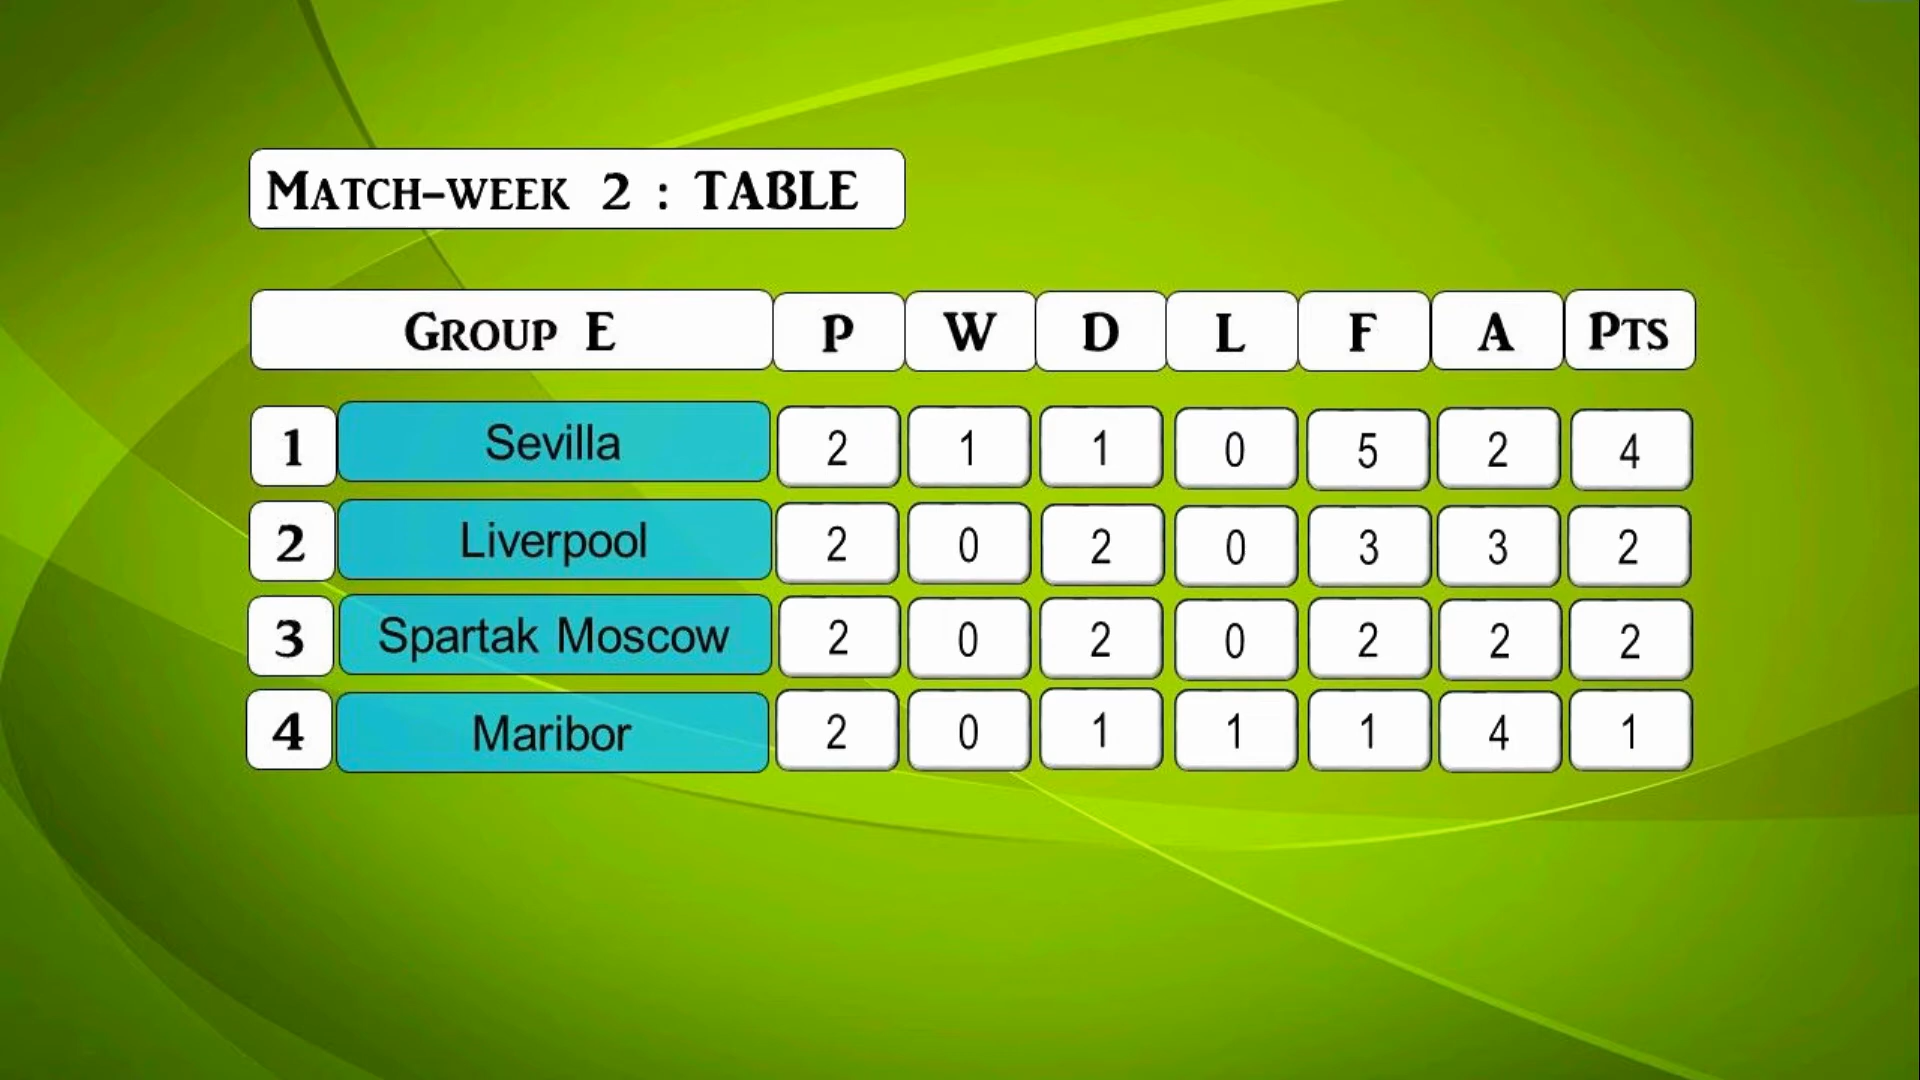 MATCH-WEEK 2 : TABLE
GROUP E P W D L F A PTS
1 Sevilla 2 1 1 0 5 2 4
2 Liverpool 2 0 2 0 3 3 2
3 Spartak Moscow 2 0 2 0 2 2 2
4 Maribor 2 0 1 1 1 4 1